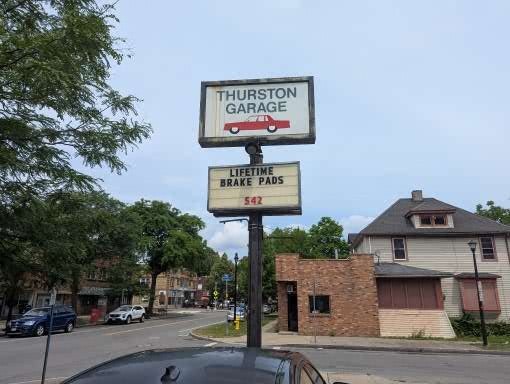 THURSTON
GARAGE
LIFETIME
BRAKE PADS
542